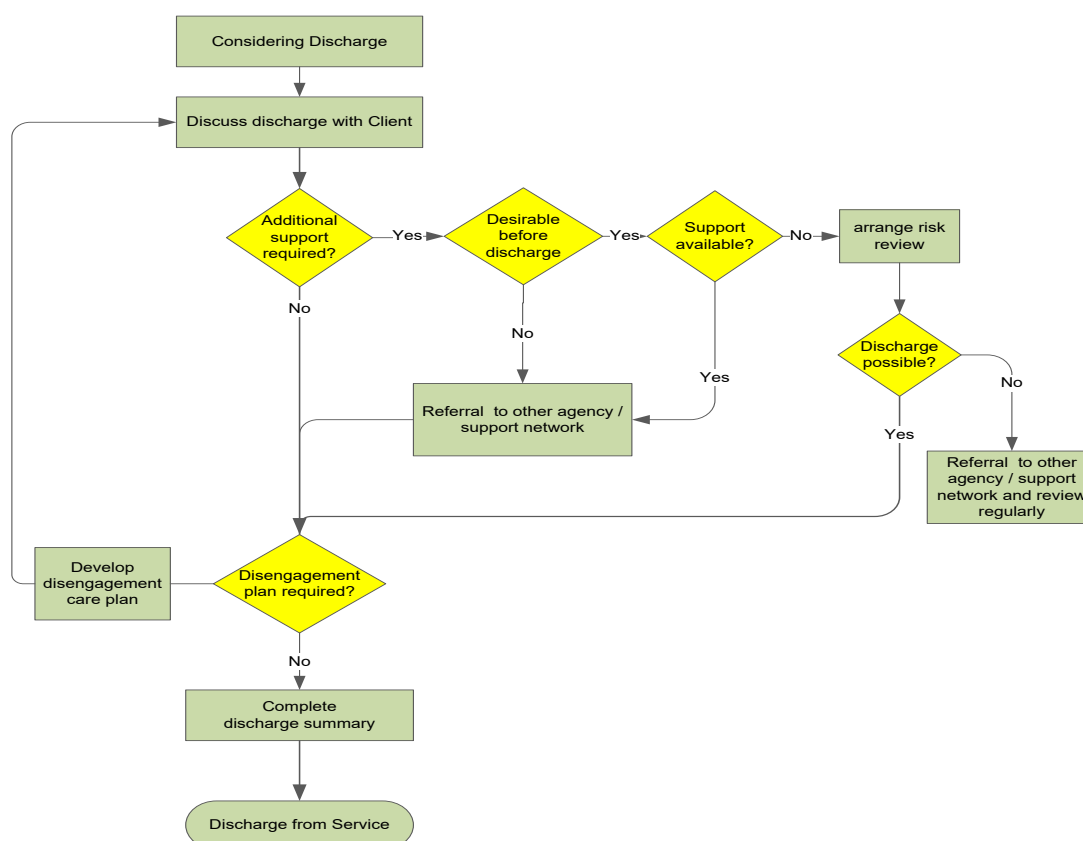 Considering Discharge
Discuss discharge with Client
Additional
support
required?
Yes
Desirable
before
discharge
Yes
Support
available?
No
arrange risk
review
No
No
Yes
Discharge
possible?
No
Yes
Referral to other agency /
support network
Referral to other
agency / support
network and review
regularly
Develop
disengagement
care plan
Disengagement
plan required?
No
Complete
discharge summary
Discharge from Service